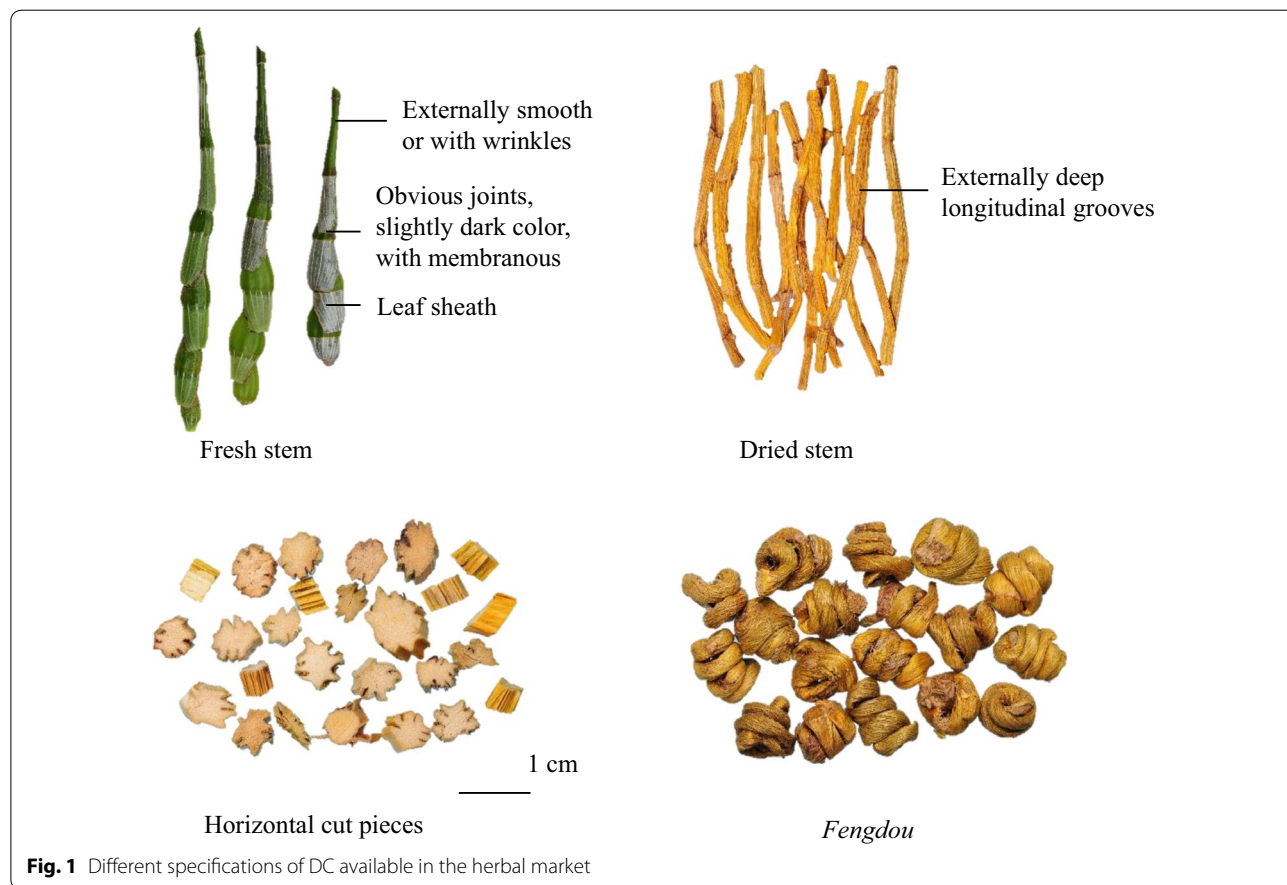 Externally smooth
or with wrinkles
Obvious joints,
slightly dark color,
with membranous
Leaf sheath
Fresh stem
Externally deep
longitudinal grooves
Dried stem
1 cm
Horizontal cut pieces
Fengdou
Fig. 1 Different specifications of DC available in the herbal market